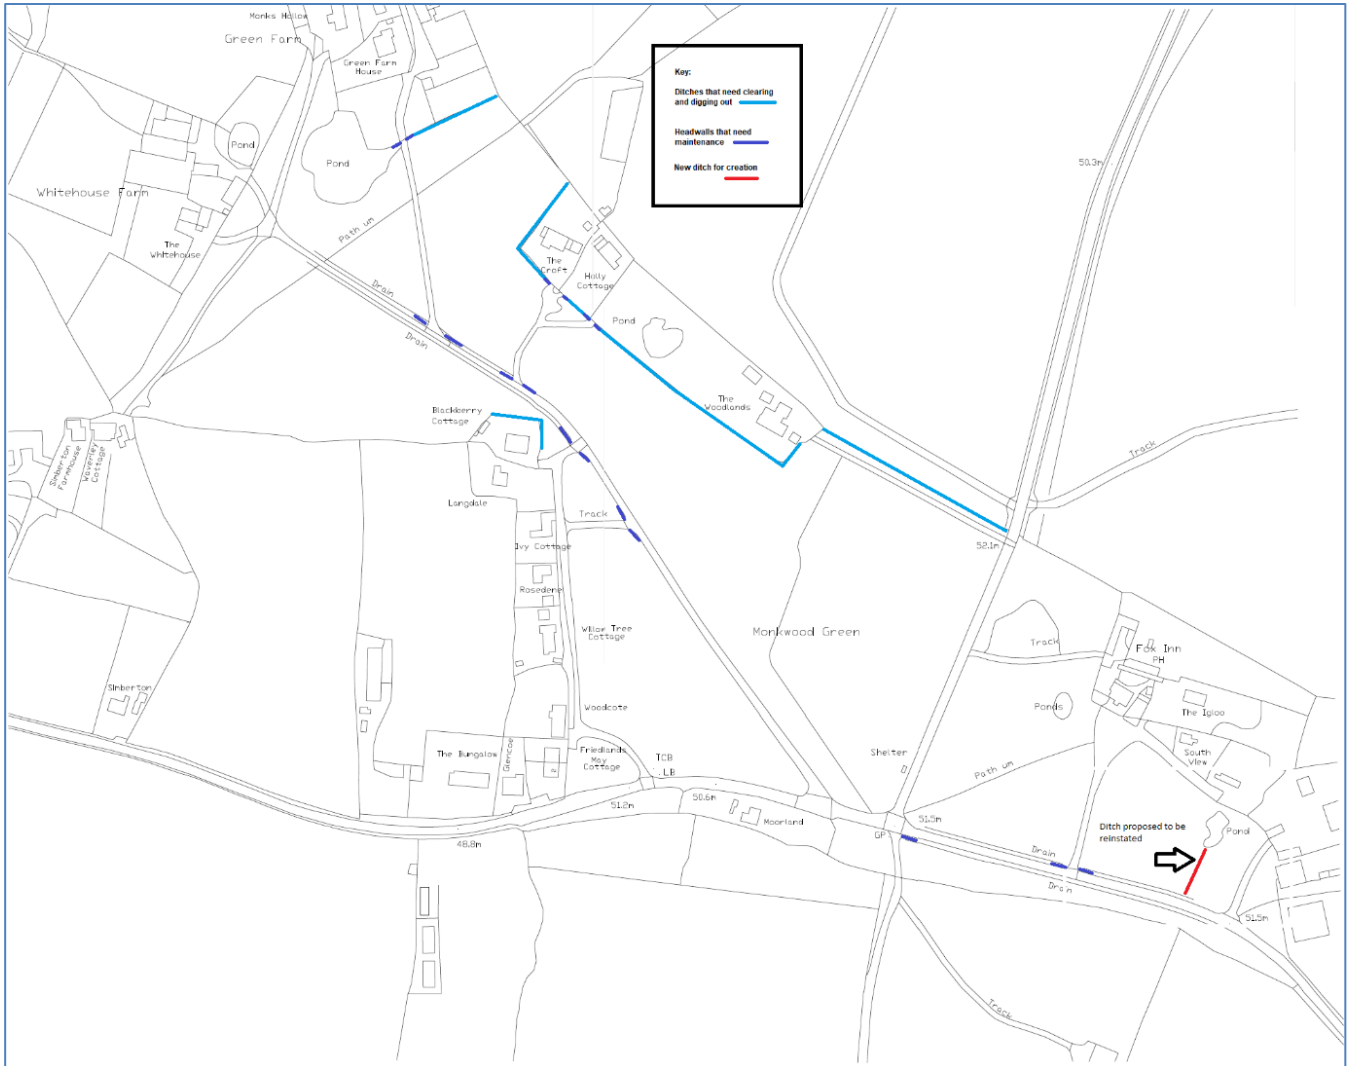 Monks Hollow
Green Farm
Green Farm
House
Key:
Ditches that need clearing
and digging out
Headwalls that need
maintenance
New ditch for creation
50.3m
Pond
Pond
Whitehouse Farm
The
Whitehouse
Path um
The
Croft
Holly
Cottage
Drain
Drain
Pond
The
Woodlands
Blackberry
Cottage
Simberton
Farmhouse
Waverley
Cottage
Track
Langdale
Track
Ivy Cottage
52.1m
Rosedene
Willow Tree
Cottage
Monkwood Green
Track
Fox Inn
PH
Simberton
Woodcote
Ponds
The Igloo
The Bungalow
Glencoe
2
Friedlands
May
Cottage
TCB
LB
Shelter
South
View
Path um
51.2m
50.6m
Moorland
48.8m
GP
51.5m
Ditch proposed to be
reinstated
Pond
Drain
Drain
51.5m
Track